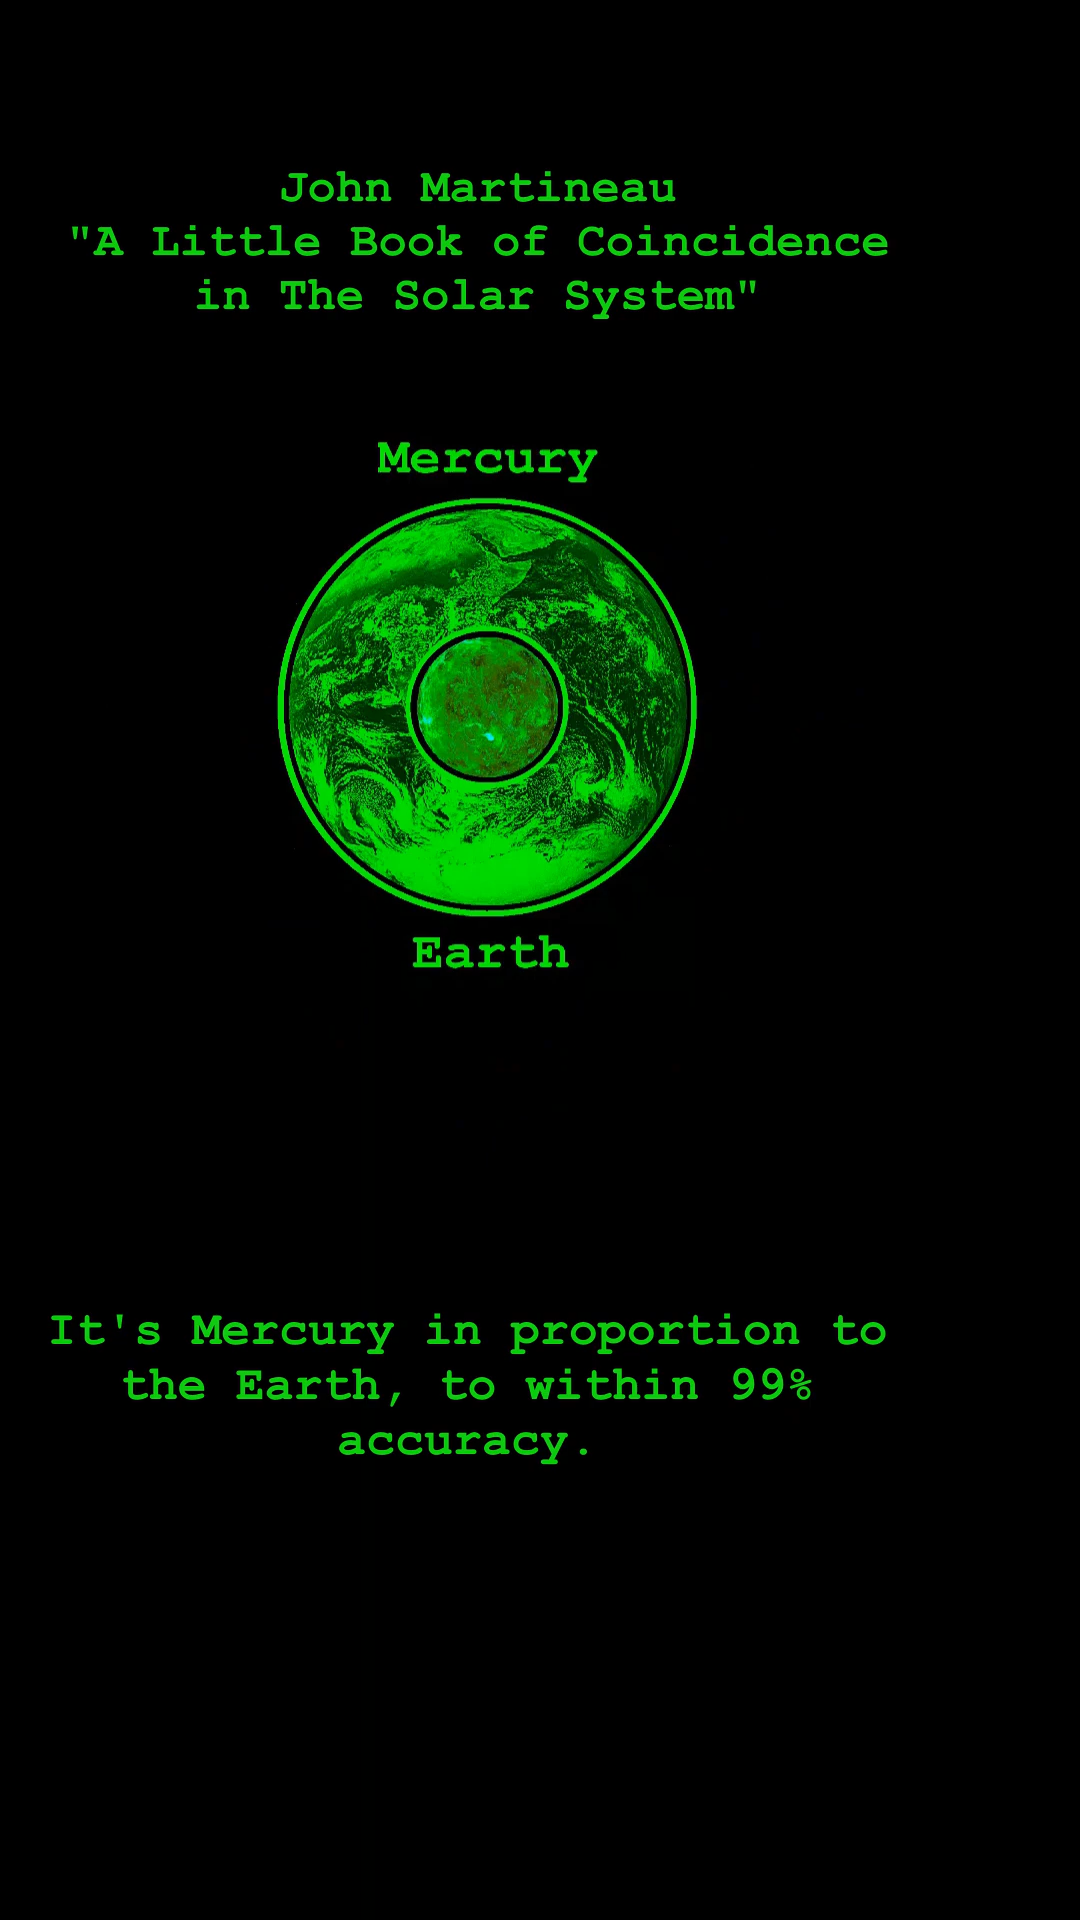 John Martineau
"A Little Book of Coincidence
in The Solar System"
Mercury
Earth
It's Mercury in proportion to
the Earth, to within 99%
accuracy.